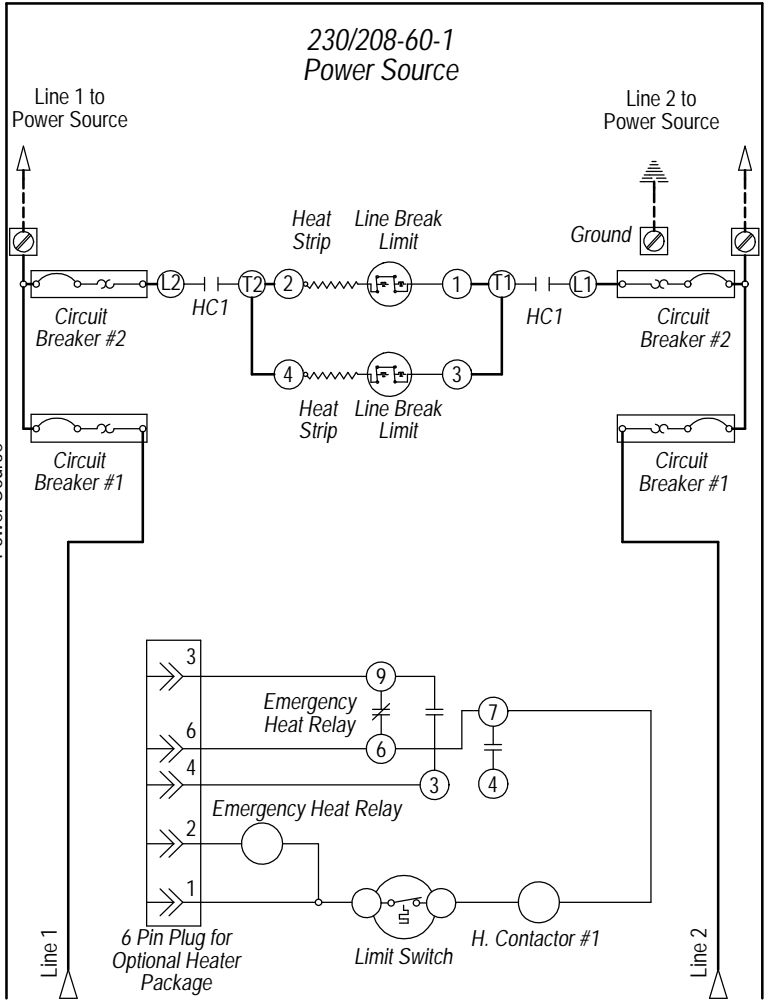 230/208-60-1
Power Source
Line 1 to
Power Source
Line 2 to
Power Source
Heat
Strip
Line Break
Limit
Ground
L2
HC1
T2
2
1
T1
HC1
L1
Circuit
Breaker #2
Circuit
Breaker #2
4
3
Heat
Strip
Line Break
Limit
Circuit
Breaker #1
Circuit
Breaker #1
3
9
Emergency
Heat Relay
7
6
6
4
3
4
Emergency Heat Relay
2
1
Line 1
6 Pin Plug for
Optional Heater
Package
Limit Switch
H. Contactor #1
Line 2